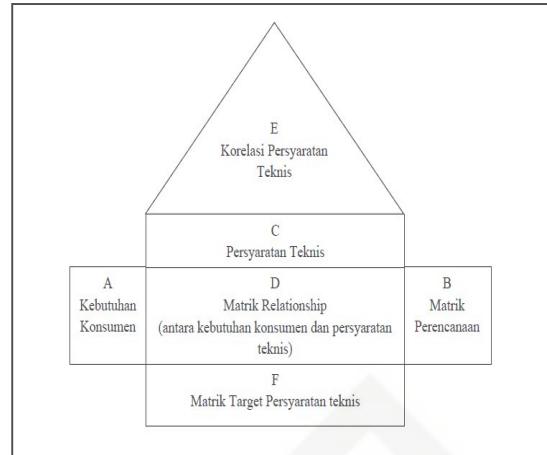 E
Korelasi Persyaratan
Teknis
C
Persyaratan Teknis
A
Kebutuhan
Konsumen
D
Matrik Relationship
(antara kebutuhan konsumen dan persyaratan
teknis)
B
Matrik
Perencanaan
F
Matrik Target Persyaratan teknis